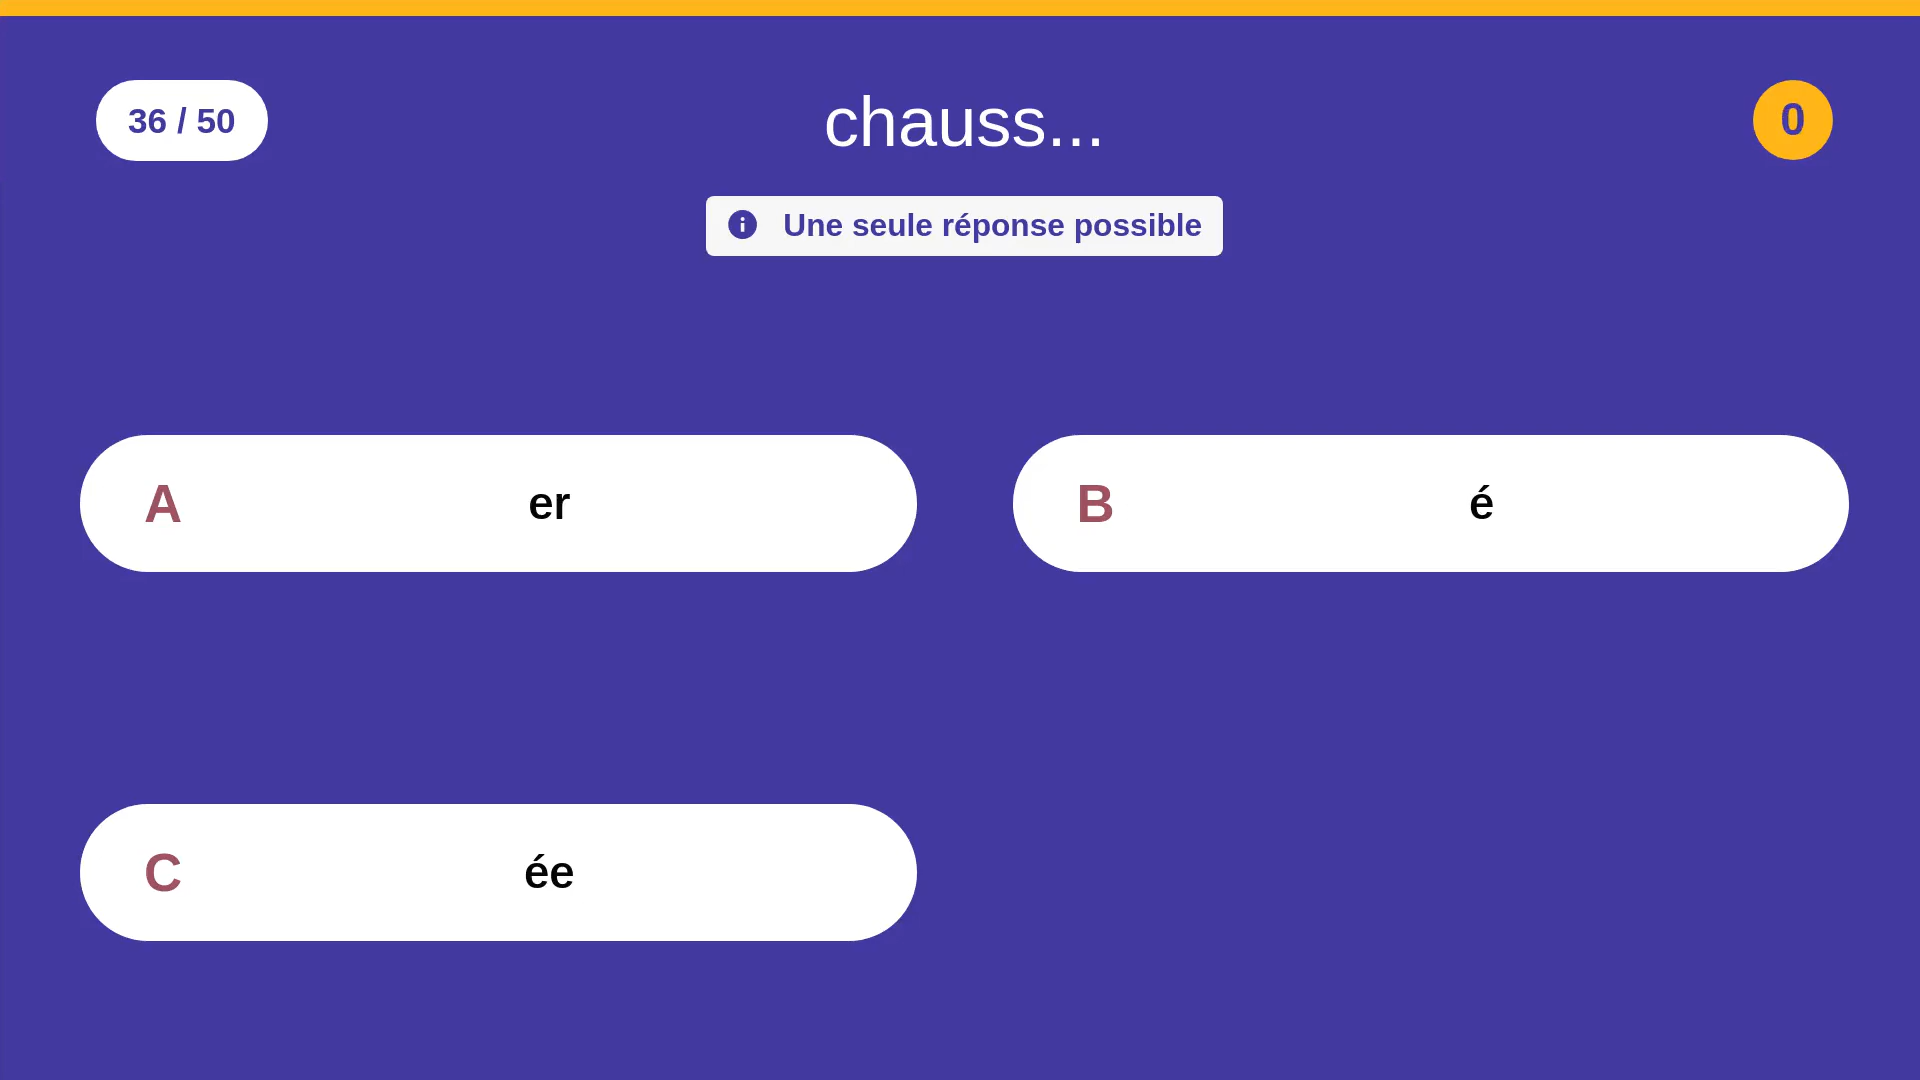 36 / 50
chauss...
0
Une seule réponse possible
A er
B é
C ée